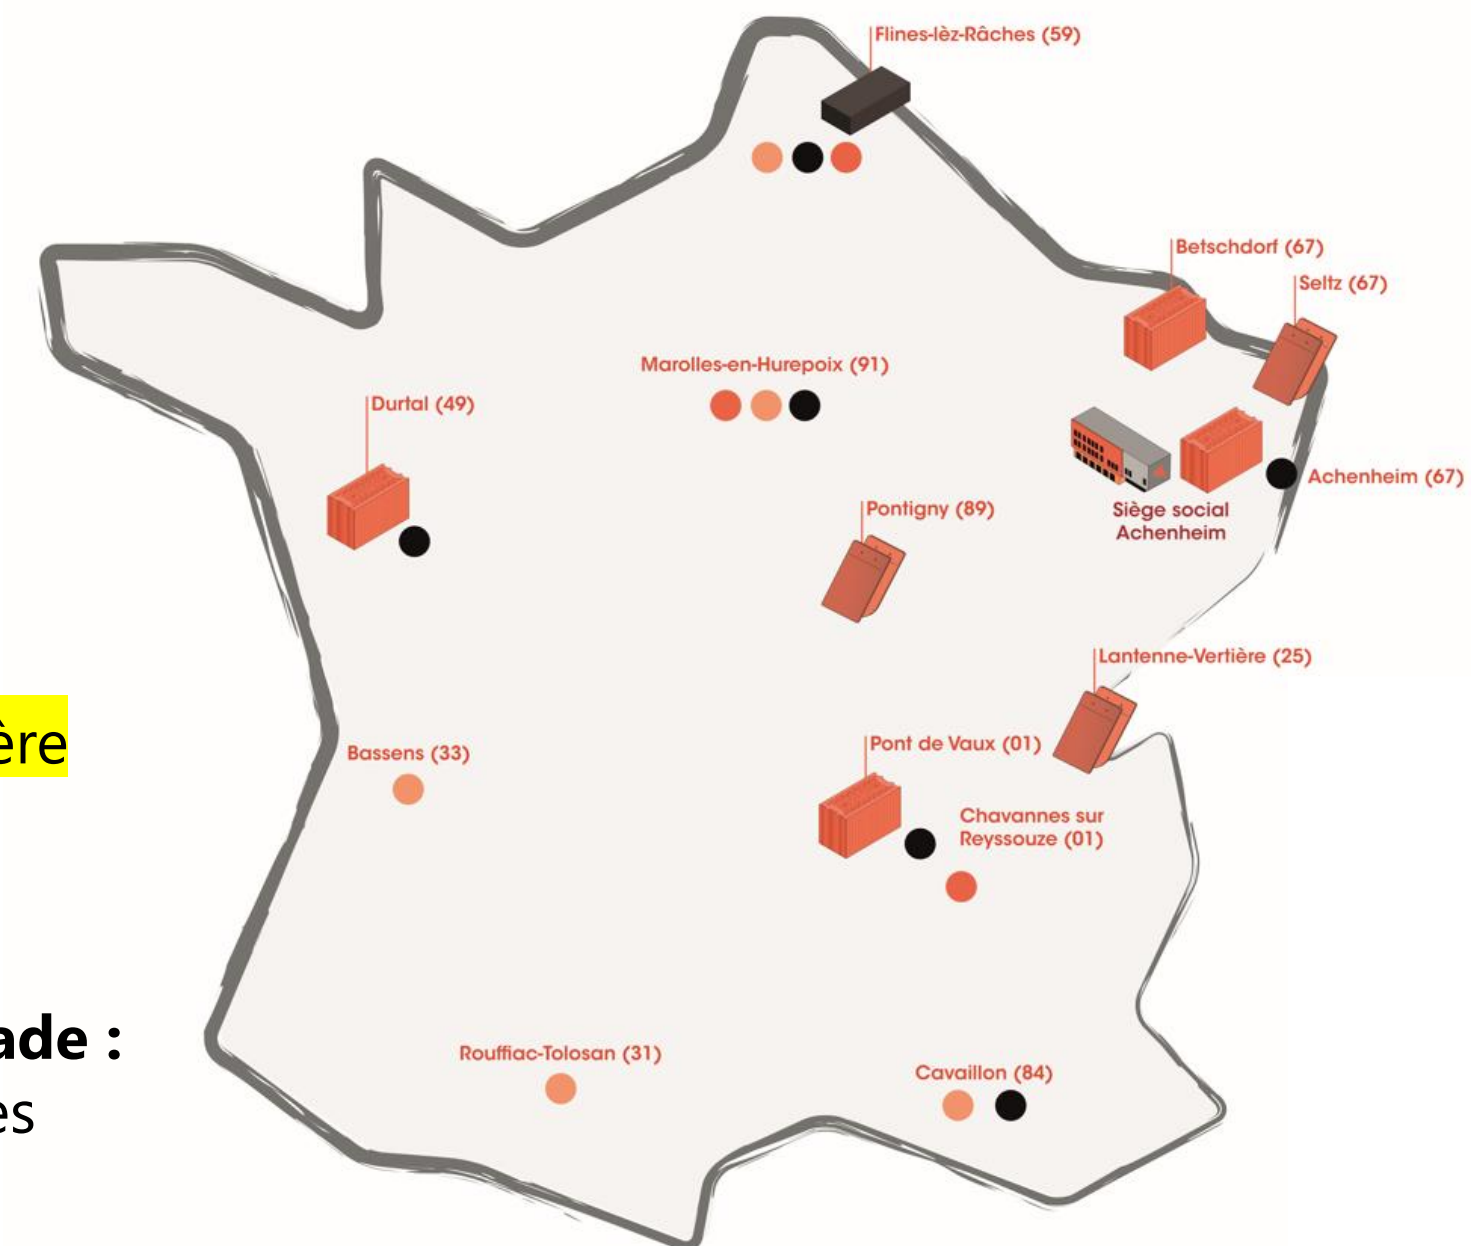 Flines-lèz-Râches (59)
Betschdorf (67)
Seltz (67)
Marolles-en-Hurepoix (91)
Durtal (49)
Achenheim (67)
Pontigny (89)
Siège social
Achenheim
Lantenne-Vertière (25)
ère
Bassens (33)
Pont de Vaux (01)
Chavannes sur
Reyssouze (01)
ade :
es
Rouffiac-Tolosan (31)
Cavaillon (84)